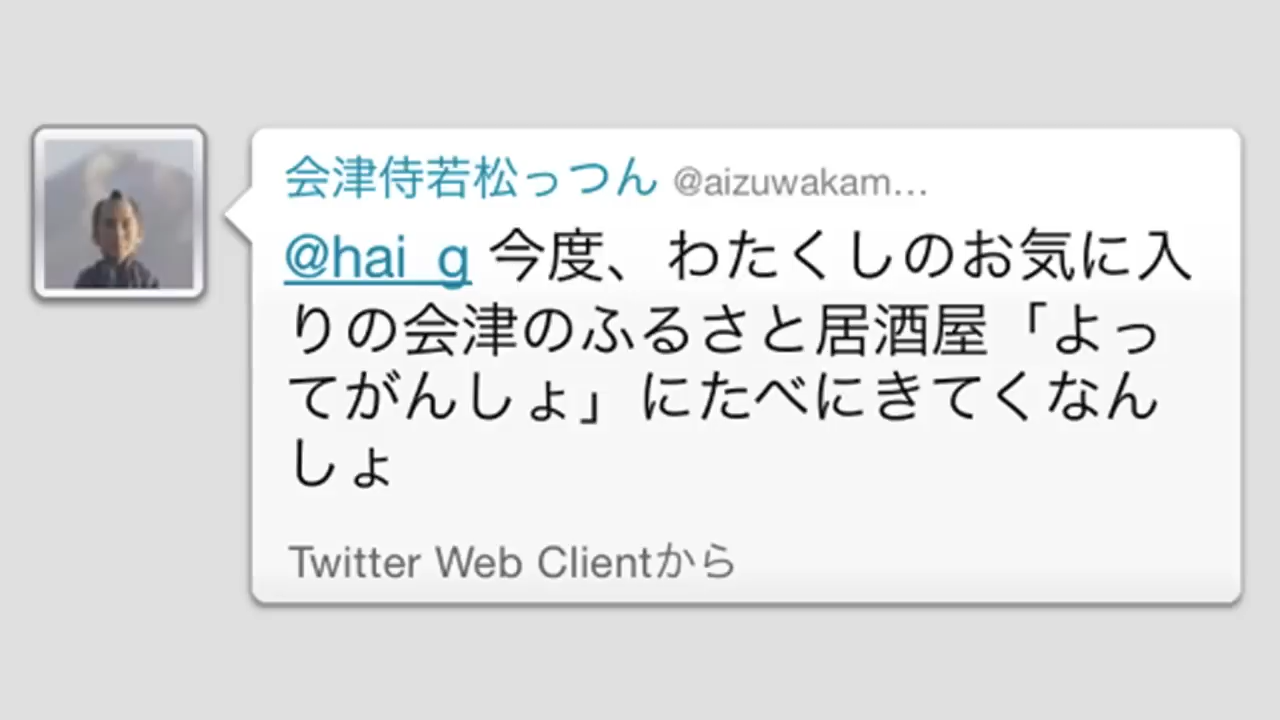 会津侍若松っつん @aizuwakam...
@hai_g 今度、わたくしのお気に入
りの会津のふるさと居酒屋「よっ
てがんしょ」にたべにきてくなん
しょ
Twitter Web Clientから